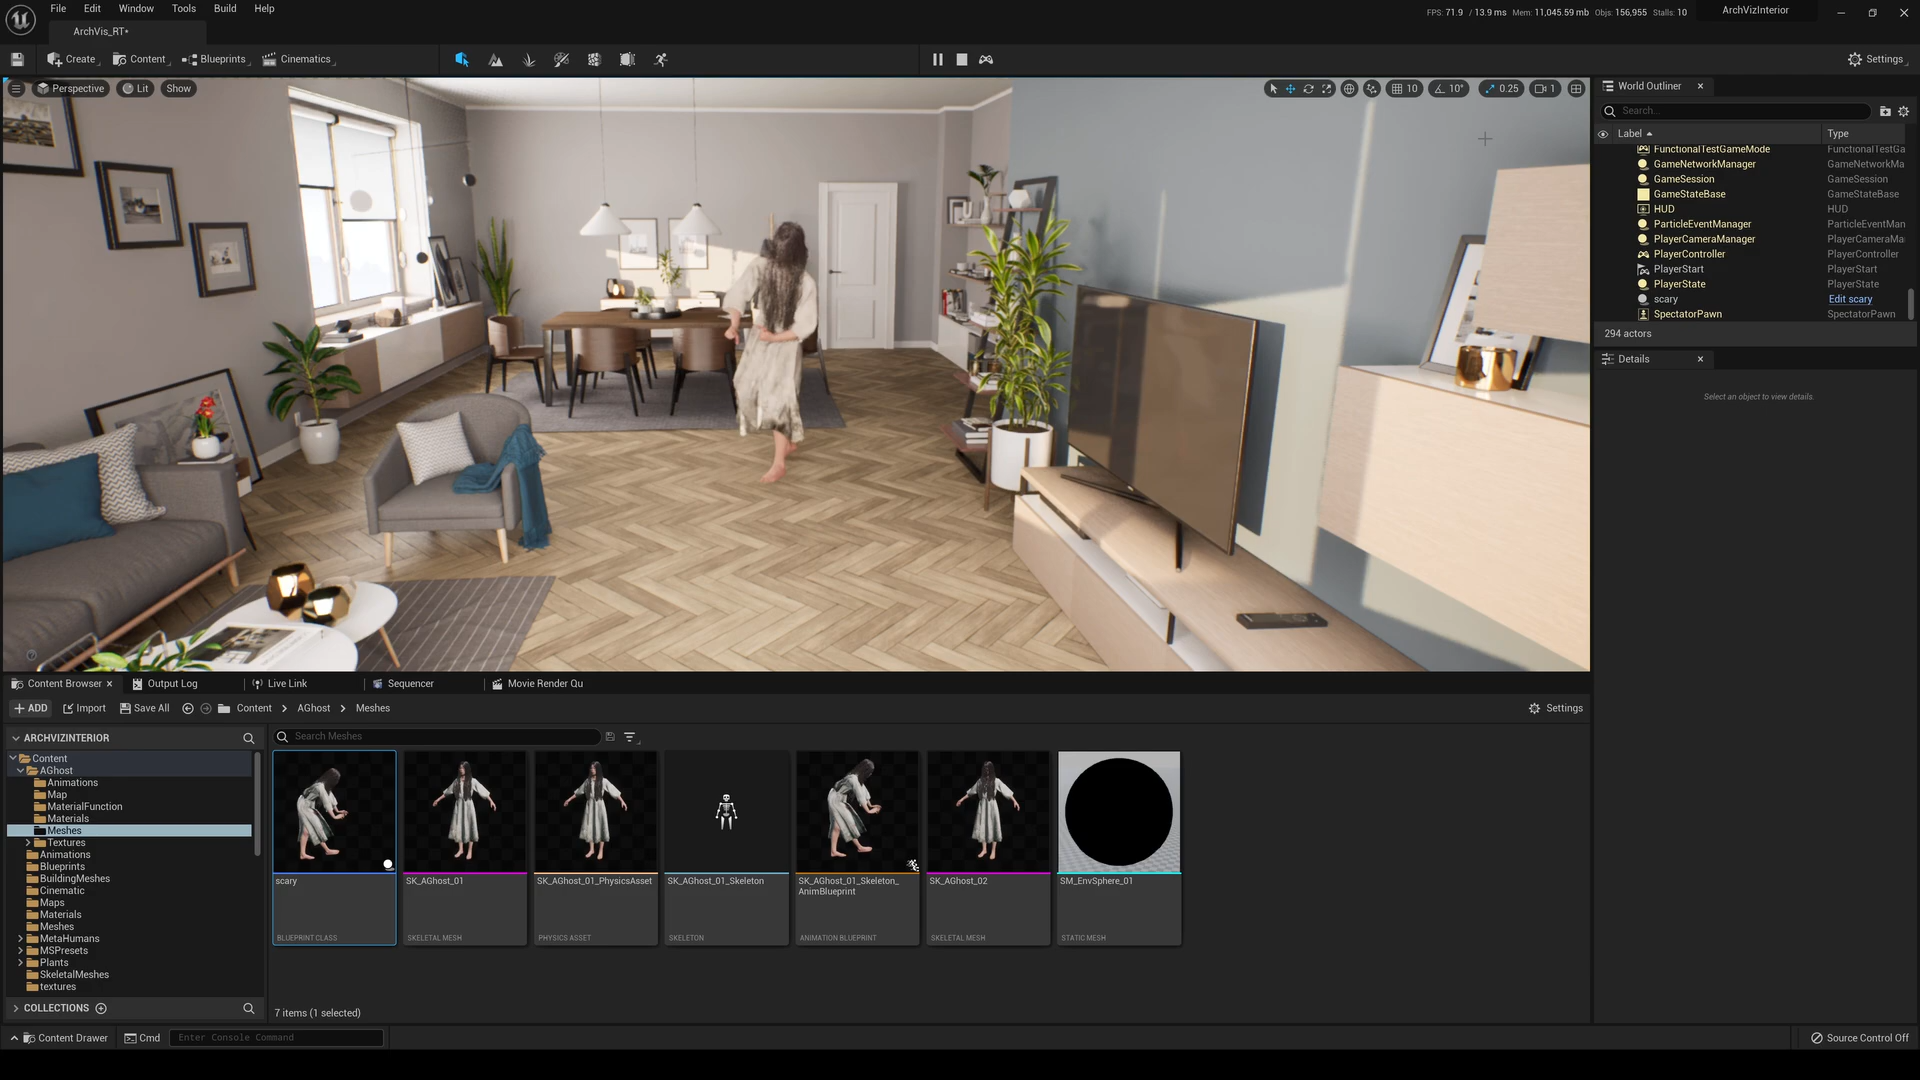 File Edit Window Tools Build Help
FPS: 71.9 / 13.9 ms Mem: 11,045.59 mb Objs: 156,955 Stalls: 10
ArchVizInterior
ArchVis_RT*
Create Content Blueprints Cinematics
Settings
Perspective Lit Show
10 10° 0.25 1
World Outliner
Search...
Label Type
FunctionalTestGameMode FunctionalTestGa
GameNetworkManager GameNetworkMa
GameSession GameSession
GameStateBase GameStateBase
HUD HUD
ParticleEventManager ParticleEventMan
PlayerCameraManager PlayerCameraMa
PlayerController PlayerController
PlayerStart PlayerStart
PlayerState PlayerState
scary Edit scary
SpectatorPawn SpectatorPawn
294 actors
Details
Select an object to view details.
Content Browser Output Log Live Link Sequencer Movie Render Qu
ADD Import Save All Content AGhost Meshes Settings
ARCHVIZINTERIOR
Content
AGhost
Animations
Map
MaterialFunction
Materials
Meshes
Textures
Animations
Blueprints
BuildingMeshes
Cinematic
Maps
Materials
Meshes
MetaHumans
MSPresets
Plants
SkeletalMeshes
textures
COLLECTIONS
Search Meshes
scary
BLUEPRINT CLASS
SK_AGhost_01
SKELETAL MESH
SK_AGhost_01_PhysicsAsset
PHYSICS ASSET
SK_AGhost_01_Skeleton
SKELETON
SK_AGhost_01_Skeleton_
AnimBlueprint
ANIMATION BLUEPRINT
SK_AGhost_02
SKELETAL MESH
SM_EnvSphere_01
STATIC MESH
7 items (1 selected)
Content Drawer Cmd Enter Console Command
Source Control Off